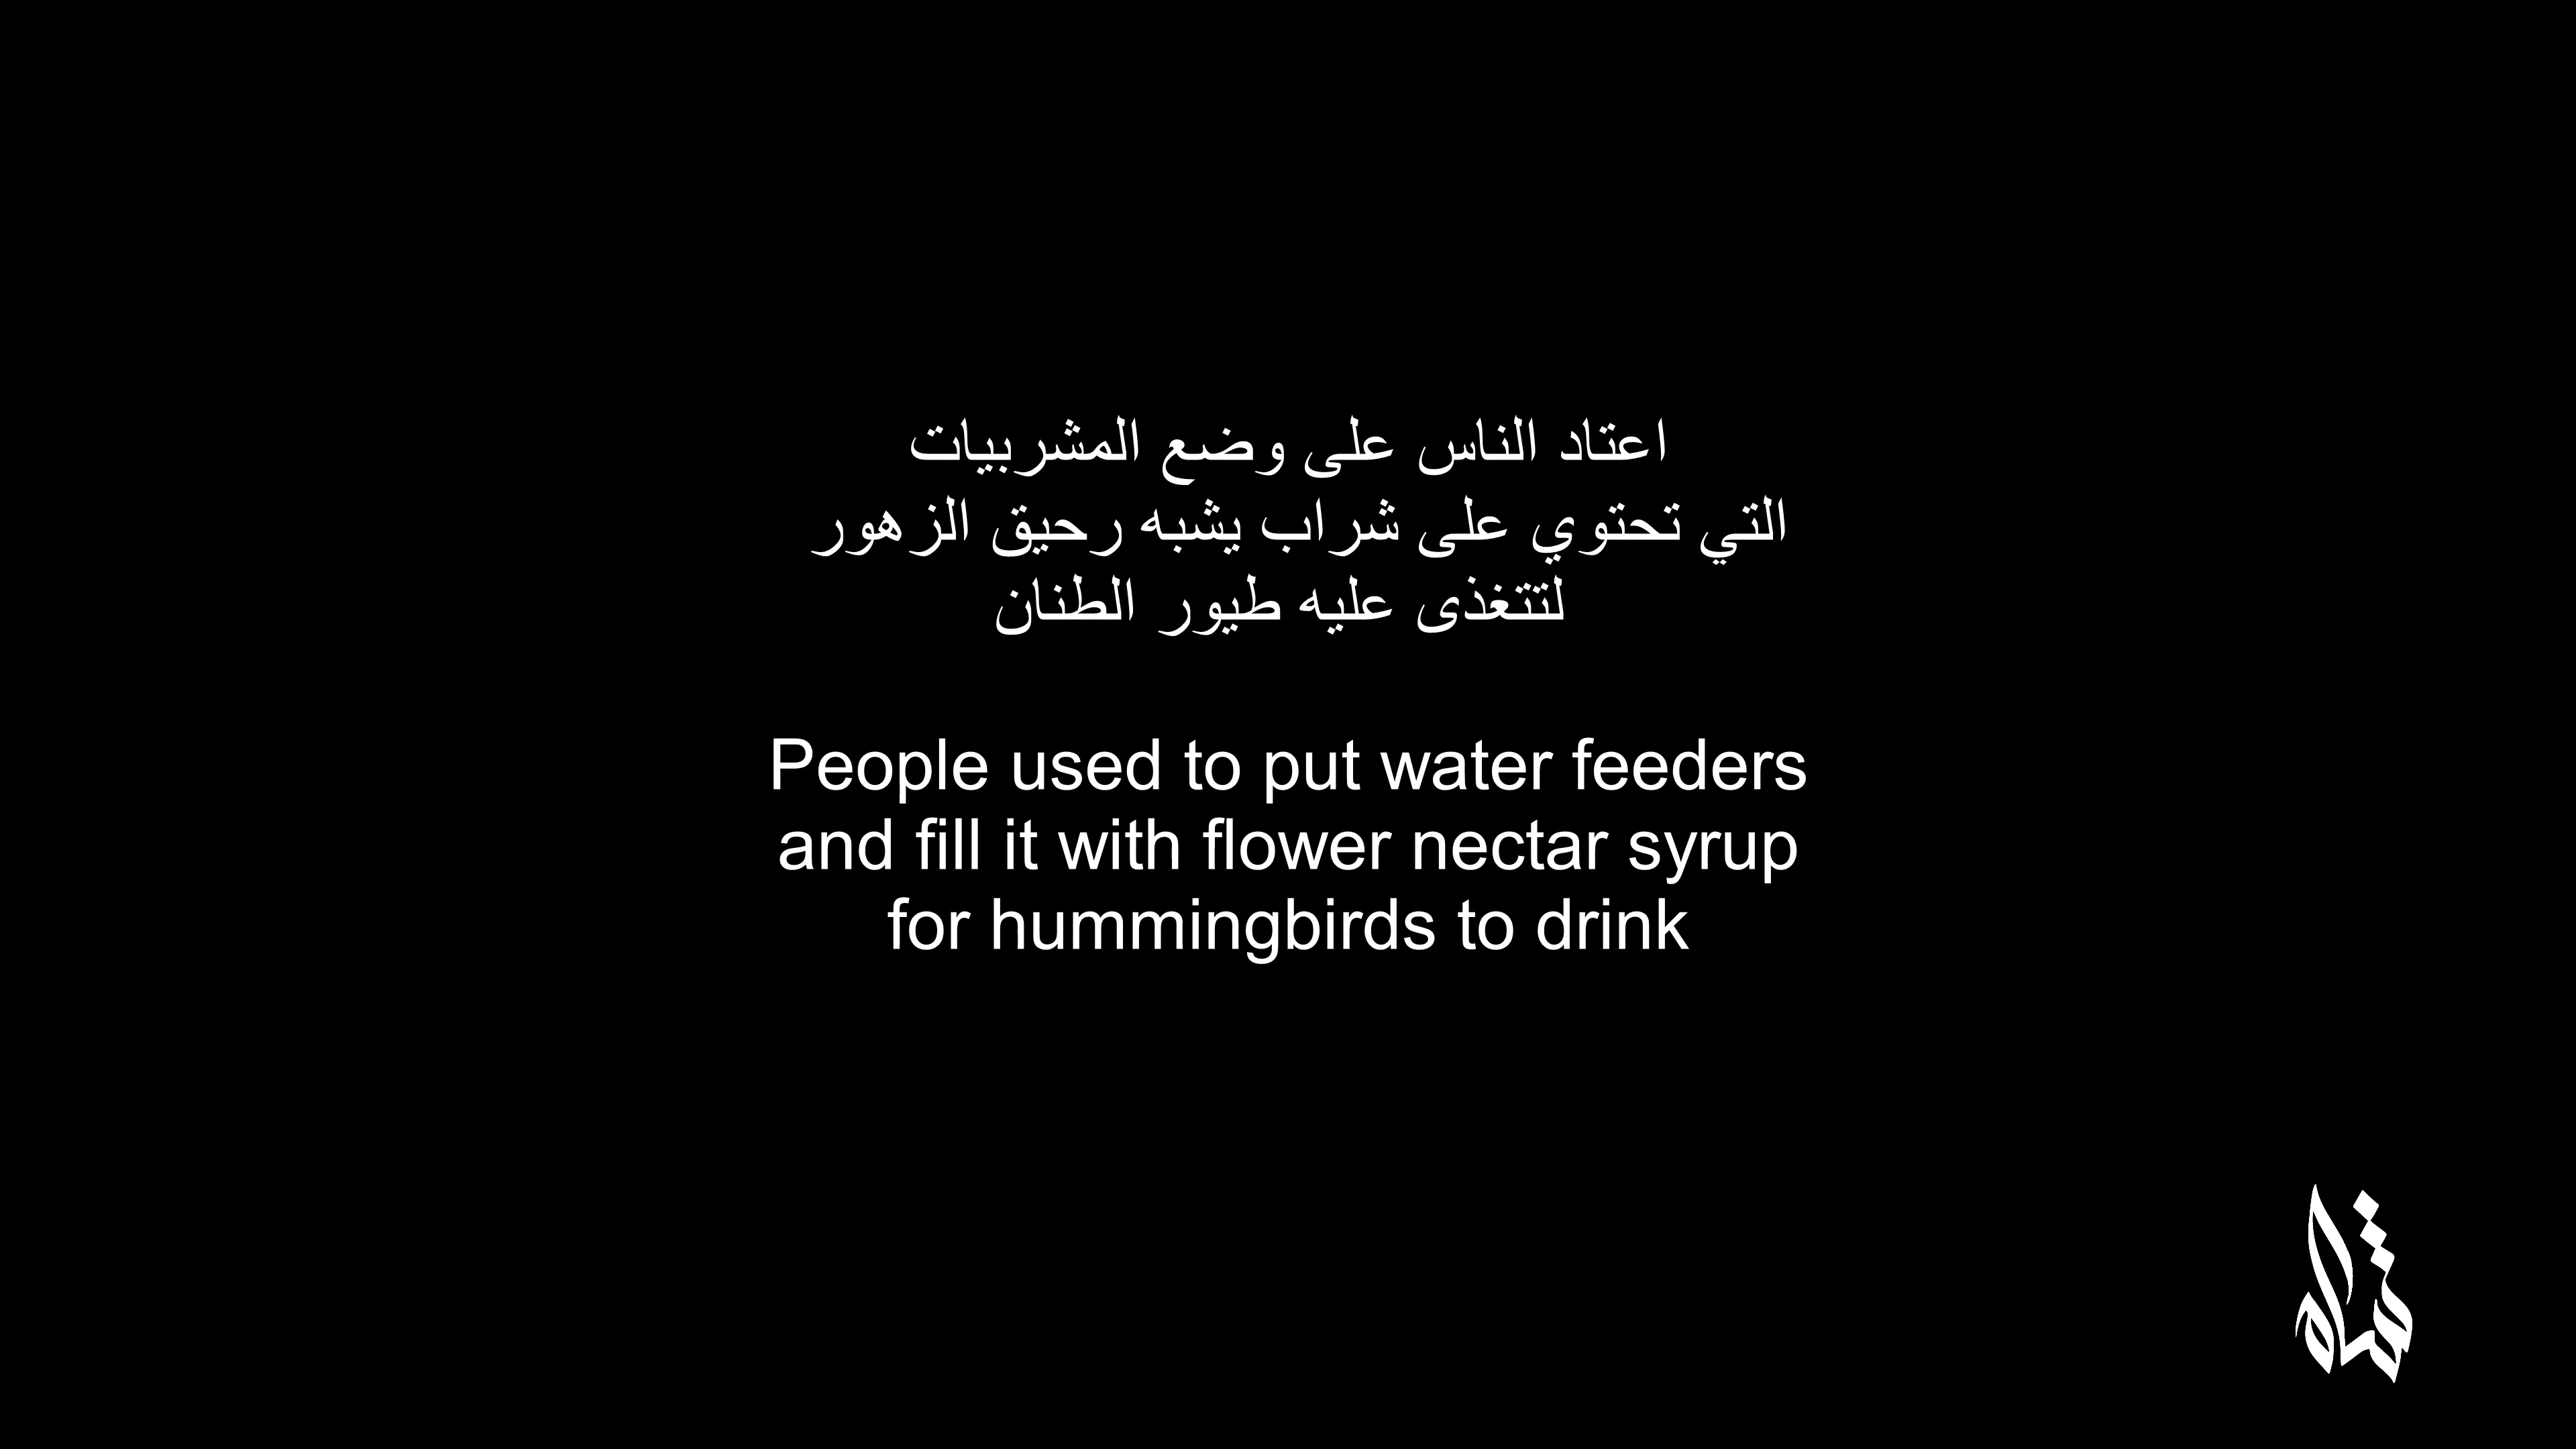 اعتاد الناس على وضع المشربيات
التي تحتوي على شراب يشبه رحيق الزهور
لتتغذى عليه طيور الطنان
People used to put water feeders
and fill it with flower nectar syrup
for hummingbirds to drink